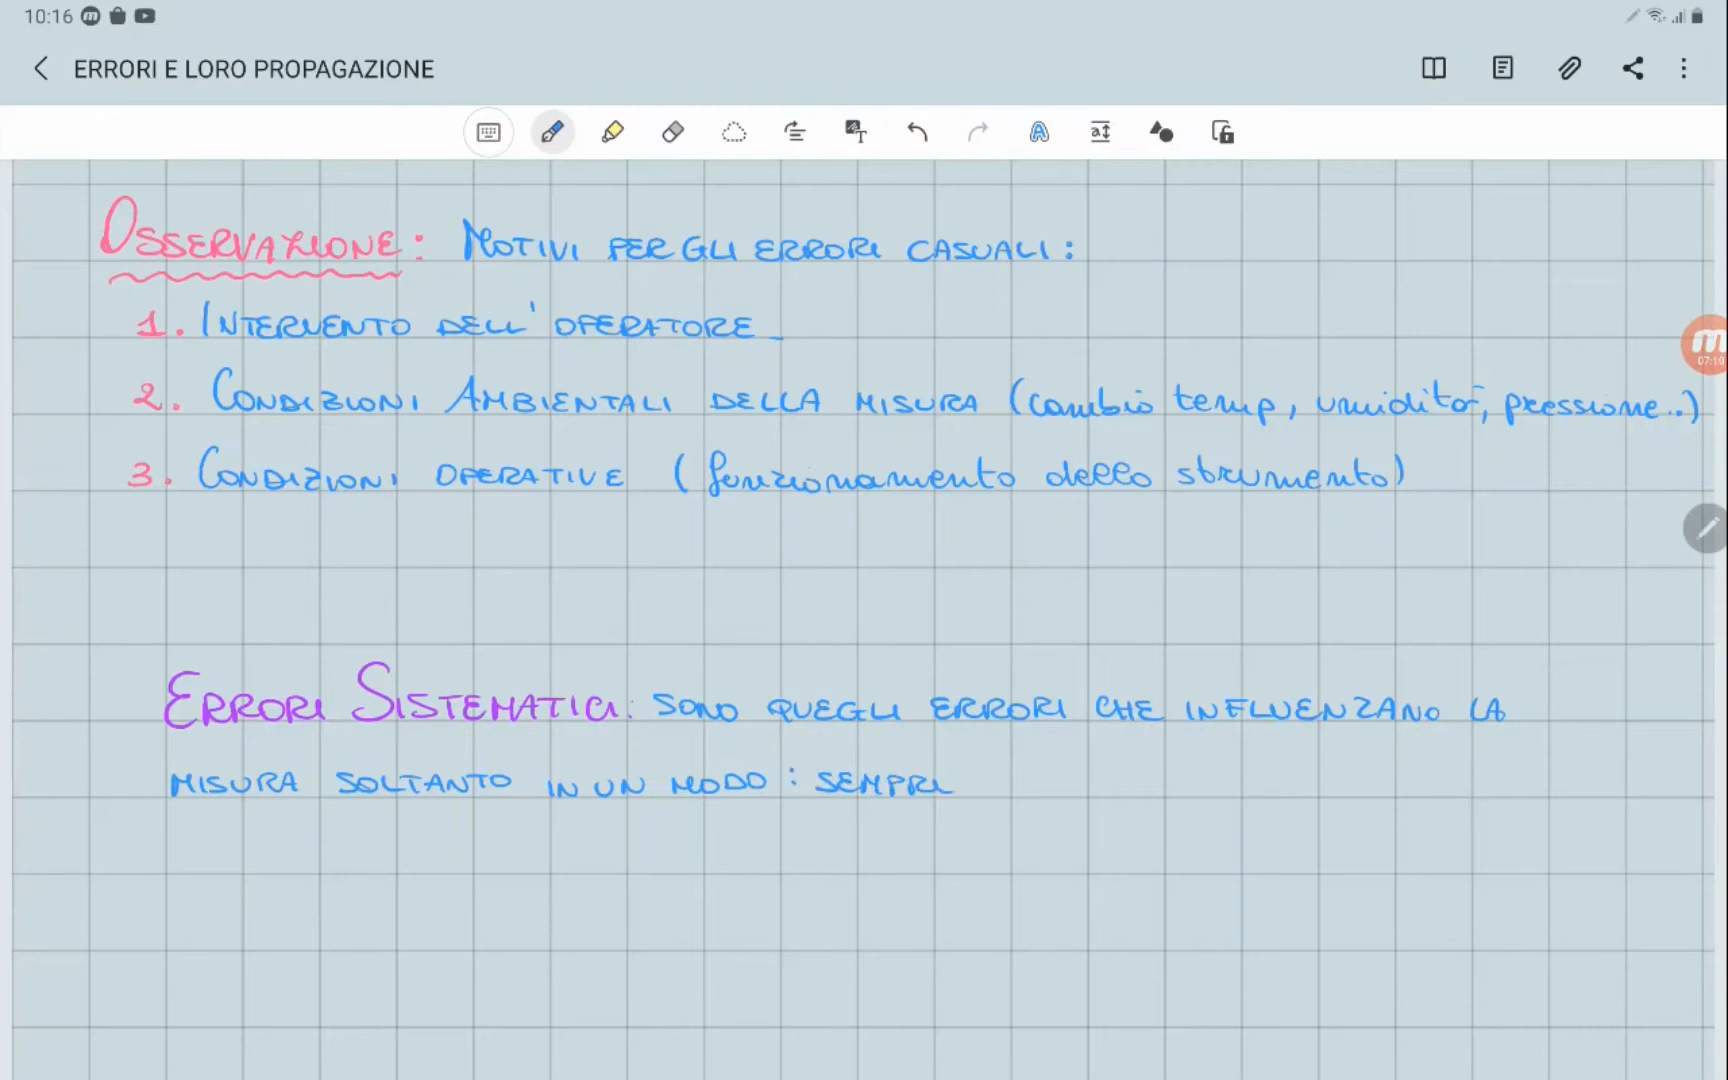 10:16
ERRORI E LORO PROPAGAZIONE
OSSERVAZIONE: MOTIVI PER GLI ERRORI CASUALI:
1. INTERVENTO DELL' OPERATORE
2. CONDIZIONI AMBIENTALI DELLA MISURA (cambio temp, umidità, pressione..)
07:19
3. CONDIZIONI OPERATIVE (funzionamento dello strumento)
ERRORI SISTEMATICI: SONO QUEGLI ERRORI CHE INFLUENZANO LA
MISURA SOLTANTO IN UN MODO: SEMPRE